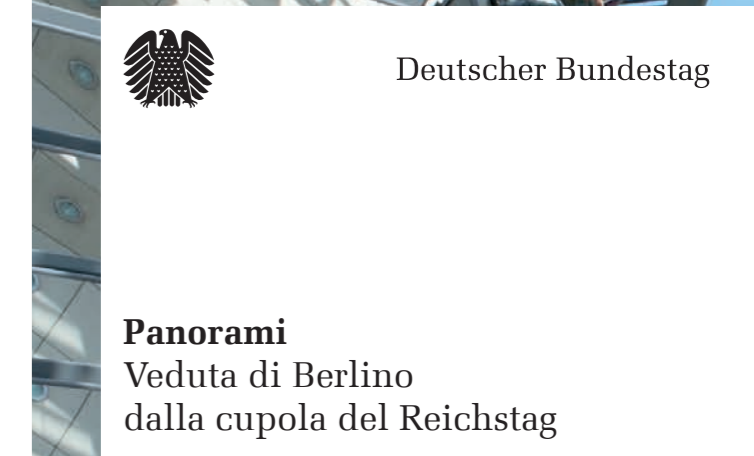 Deutscher Bundestag
Panorami
Veduta di Berlino
dalla cupola del Reichstag